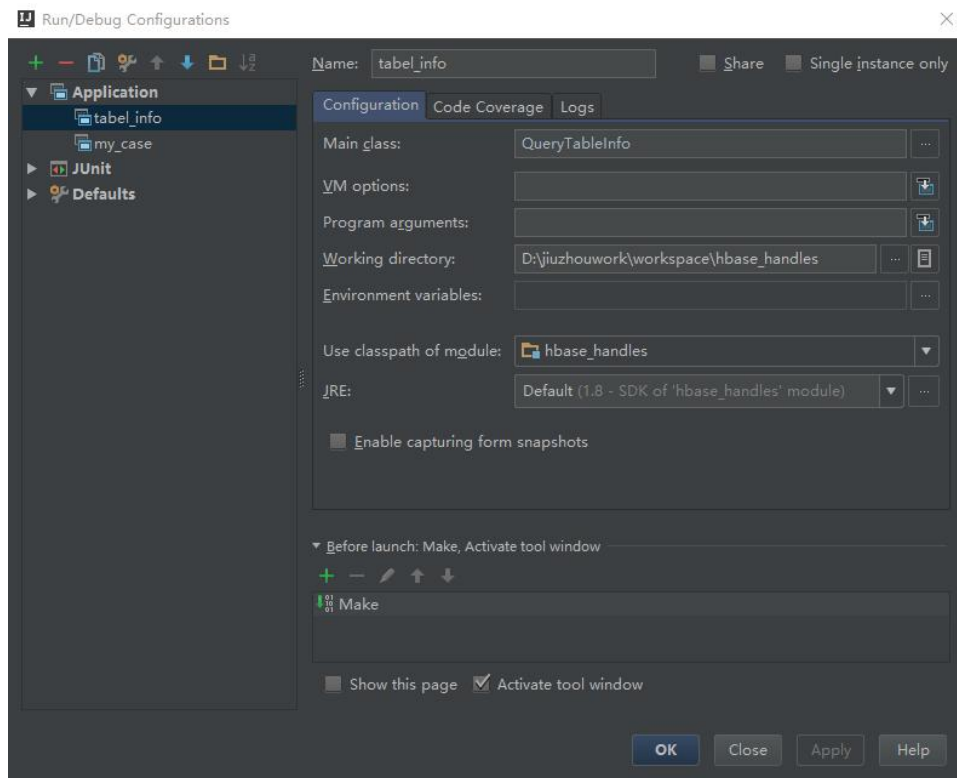 IJ Run/Debug Configurations
Name: tabel_info Share Single instance only
Application
tabel_info
my_case
JUnit
Defaults
Configuration Code Coverage Logs
Main class: QueryTableInfo ...
VM options:
Program arguments:
Working directory: D:\jiuzhouwork\workspace\hbase_handles ...
Environment variables: ...
Use classpath of module: hbase_handles
JRE: Default (1.8 - SDK of 'hbase_handles' module) ...
Enable capturing form snapshots
Before launch: Make, Activate tool window
Make
Show this page Activate tool window
OK Close Apply Help